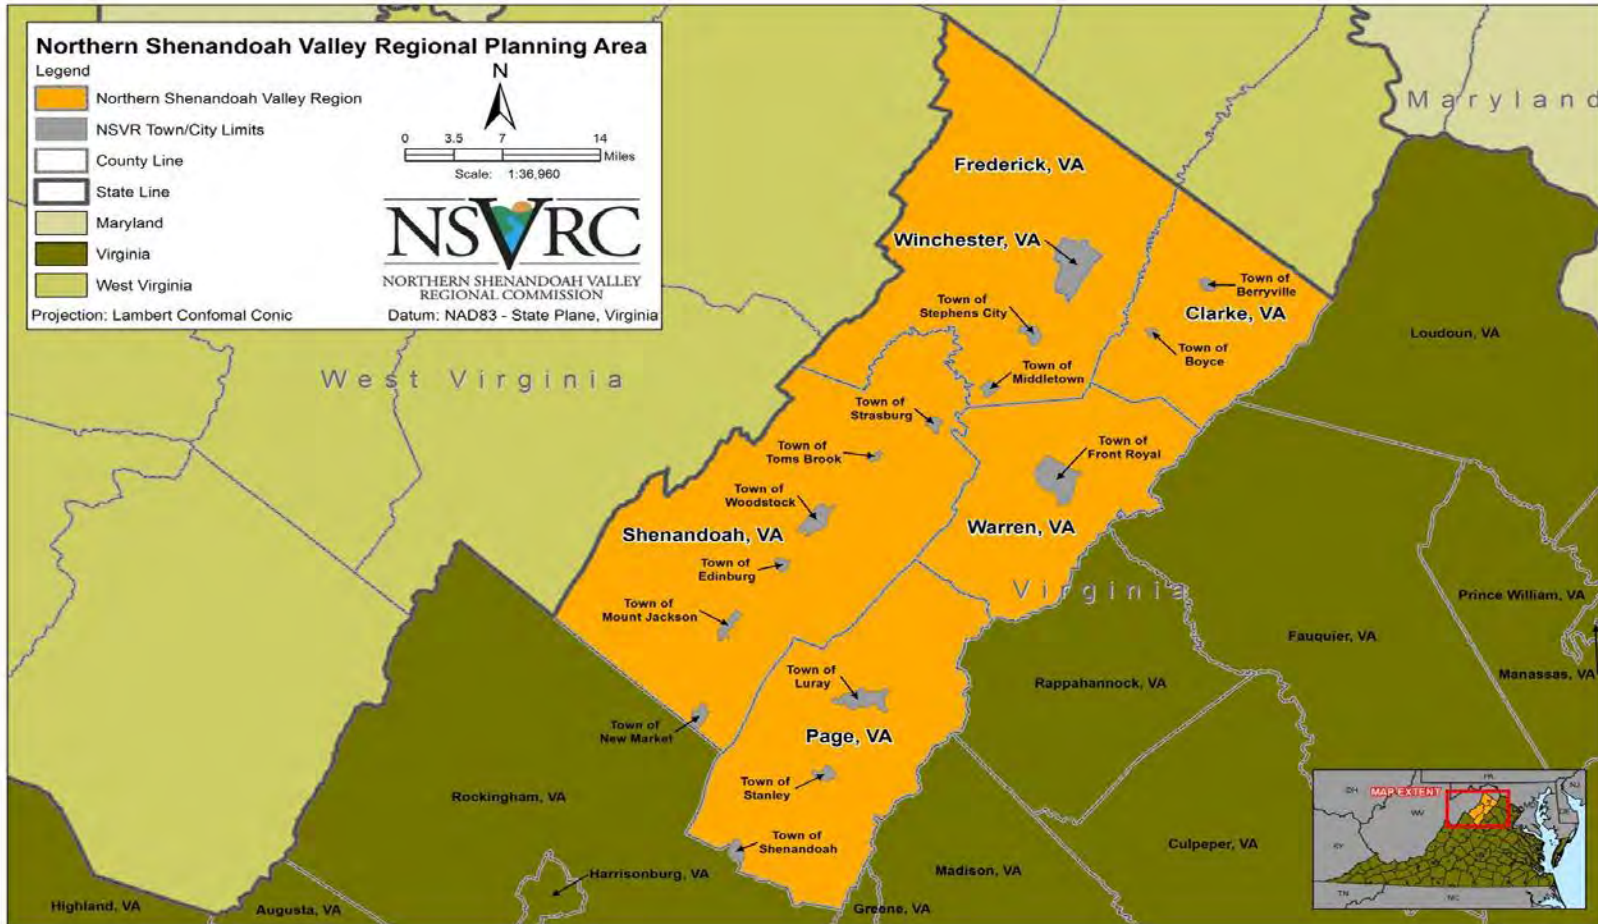 Northern Shenandoah Valley Regional Planning Area
Legend
Northern Shenandoah Valley Region
NSVR Town/City Limits
County Line
State Line
Maryland
Virginia
West Virginia
N
0 3.5 7 14
Miles
Scale: 1:36,960
NSVRC
NORTHERN SHENANDOAH VALLEY
REGIONAL COMMISSION
Projection: Lambert Confomal Conic
Datum: NAD83 - State Plane, Virginia
Maryland
Frederick, VA
Winchester, VA
Town of
Berryville
Town of
Stephens City
Clarke, VA
Loudoun, VA
Town of
Boyce
West Virginia
Town of
Middletown
Town of
Strasburg
Town of
Toms Brook
Town of
Front Royal
Town of
Woodstock
Shenandoah, VA
Warren, VA
Town of
Edinburg
Virginia
Prince William, VA
Town of
Mount Jackson
Fauquier, VA
Town of
Luray
Rappahannock, VA
Manassas, VA
Town of
New Market
Page, VA
Town of
Stanley
Rockingham, VA
Town of
Shenandoah
Culpeper, VA
Harrisonburg, VA
Madison, VA
Highland, VA
Augusta, VA
Greene, VA
MAP EXTENT
PA
OH
NJ
WV
KY
TN
NC